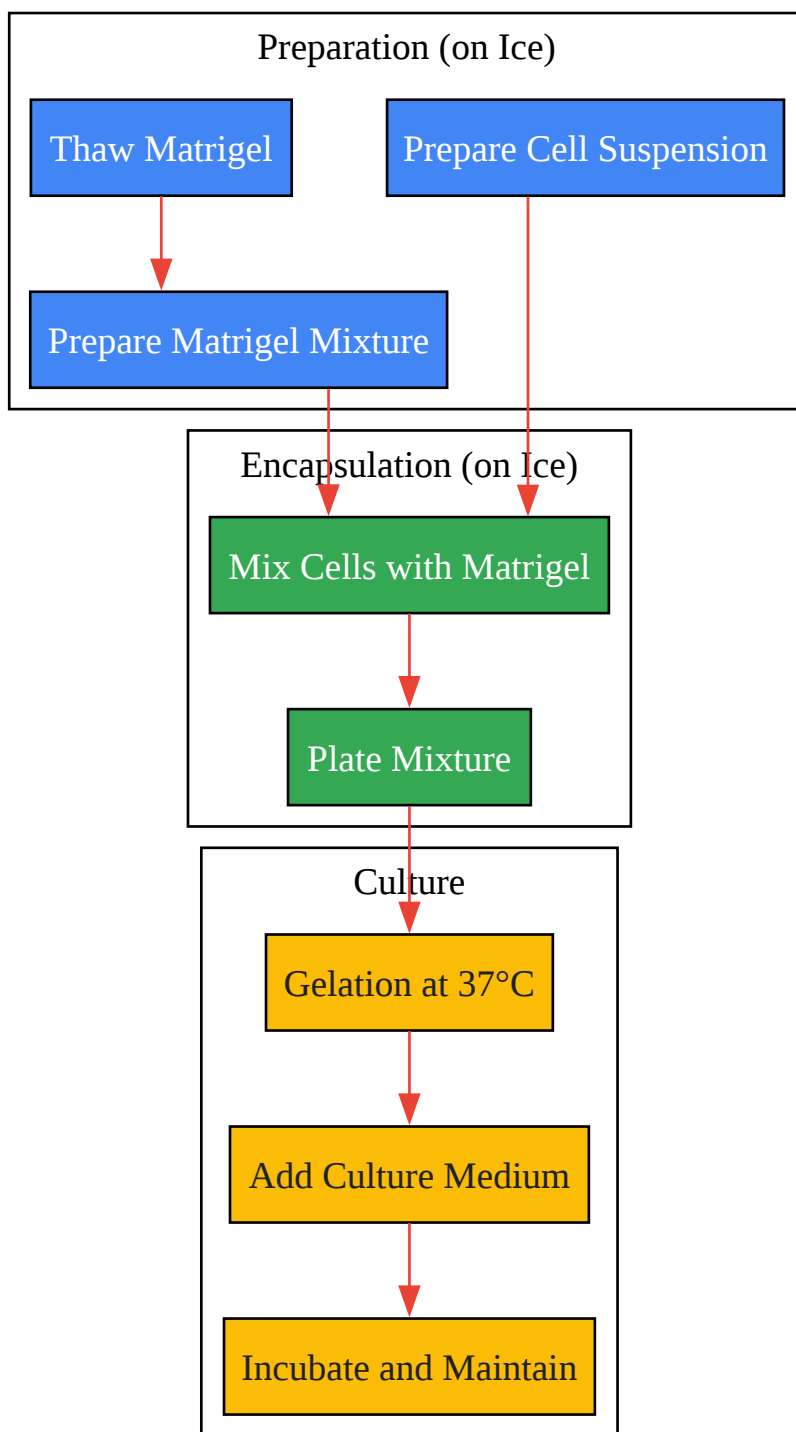 Preparation (on Ice)
Thaw Matrigel
Prepare Cell Suspension
Prepare Matrigel Mixture
Encapsulation (on Ice)
Mix Cells with Matrigel
Plate Mixture
Culture
Gelation at 37°C
Add Culture Medium
Incubate and Maintain